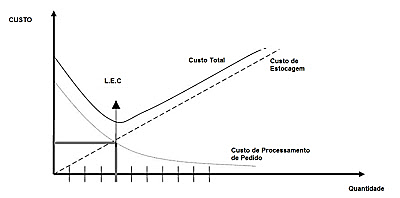 CUSTO
L.E.C
Custo Total
Custo de
Estocagem
Custo de Processamento
de Pedido
Quantidade